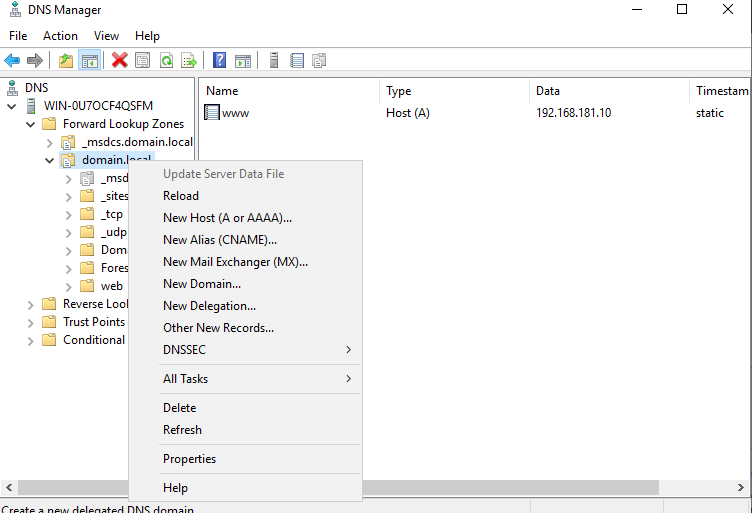 DNS Manager
File Action View Help
DNS
WIN-0U7OCF4QSFM
Forward Lookup Zones
_msdcs.domain.local
domain.local
_msd
_sites
_tcp
_udp
Doma
Fores
web
Reverse Look
Trust Points
Conditional
Name Type Data Timestam
www Host (A) 192.168.181.10 static
Update Server Data File
Reload
New Host (A or AAAA)...
New Alias (CNAME)...
New Mail Exchanger (MX)...
New Domain...
New Delegation...
Other New Records...
DNSSEC
All Tasks
Delete
Refresh
Properties
Help
Create a new delegated DNS domain